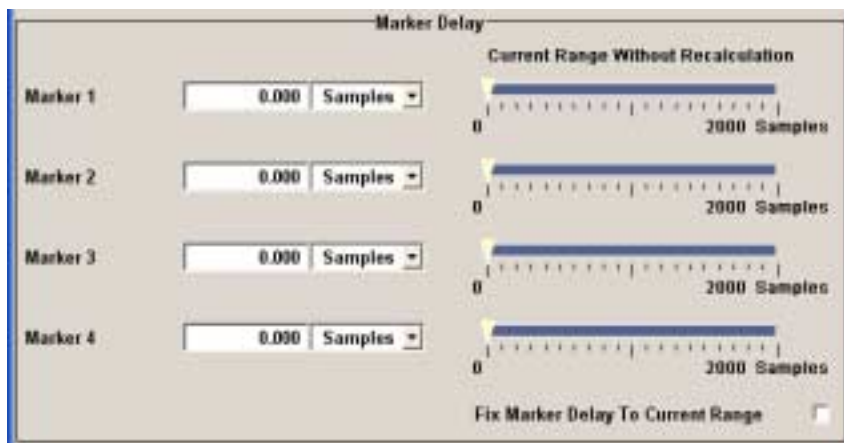 Marker Delay
Current Range Without Recalculation
Marker 1 0.000 Samples
0 2000 Samples
Marker 2 0.000 Samples
0 2000 Samples
Marker 3 0.000 Samples
0 2000 Samples
Marker 4 0.000 Samples
0 2000 Samples
Fix Marker Delay To Current Range